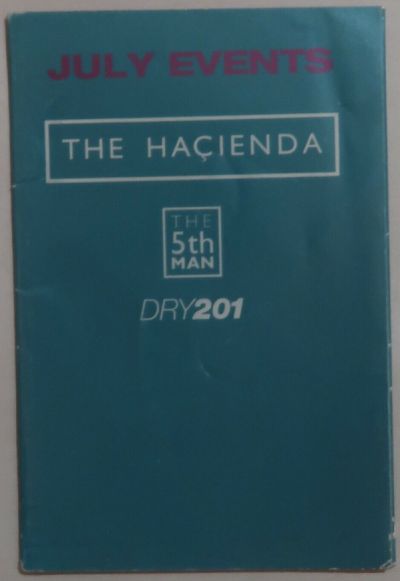 JULY EVENTS
THE HAÇIENDA
THE
5th
MAN
DRY201